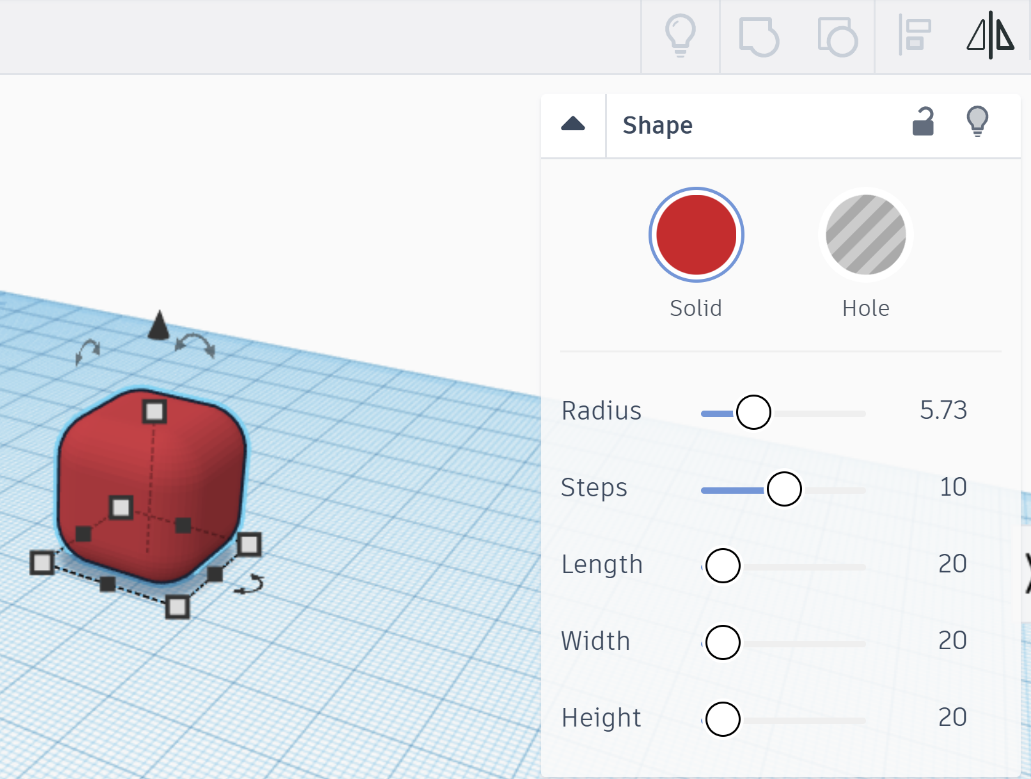 Shape
Solid Hole
Radius 5.73
Steps 10
Length 20
Width 20
Height 20